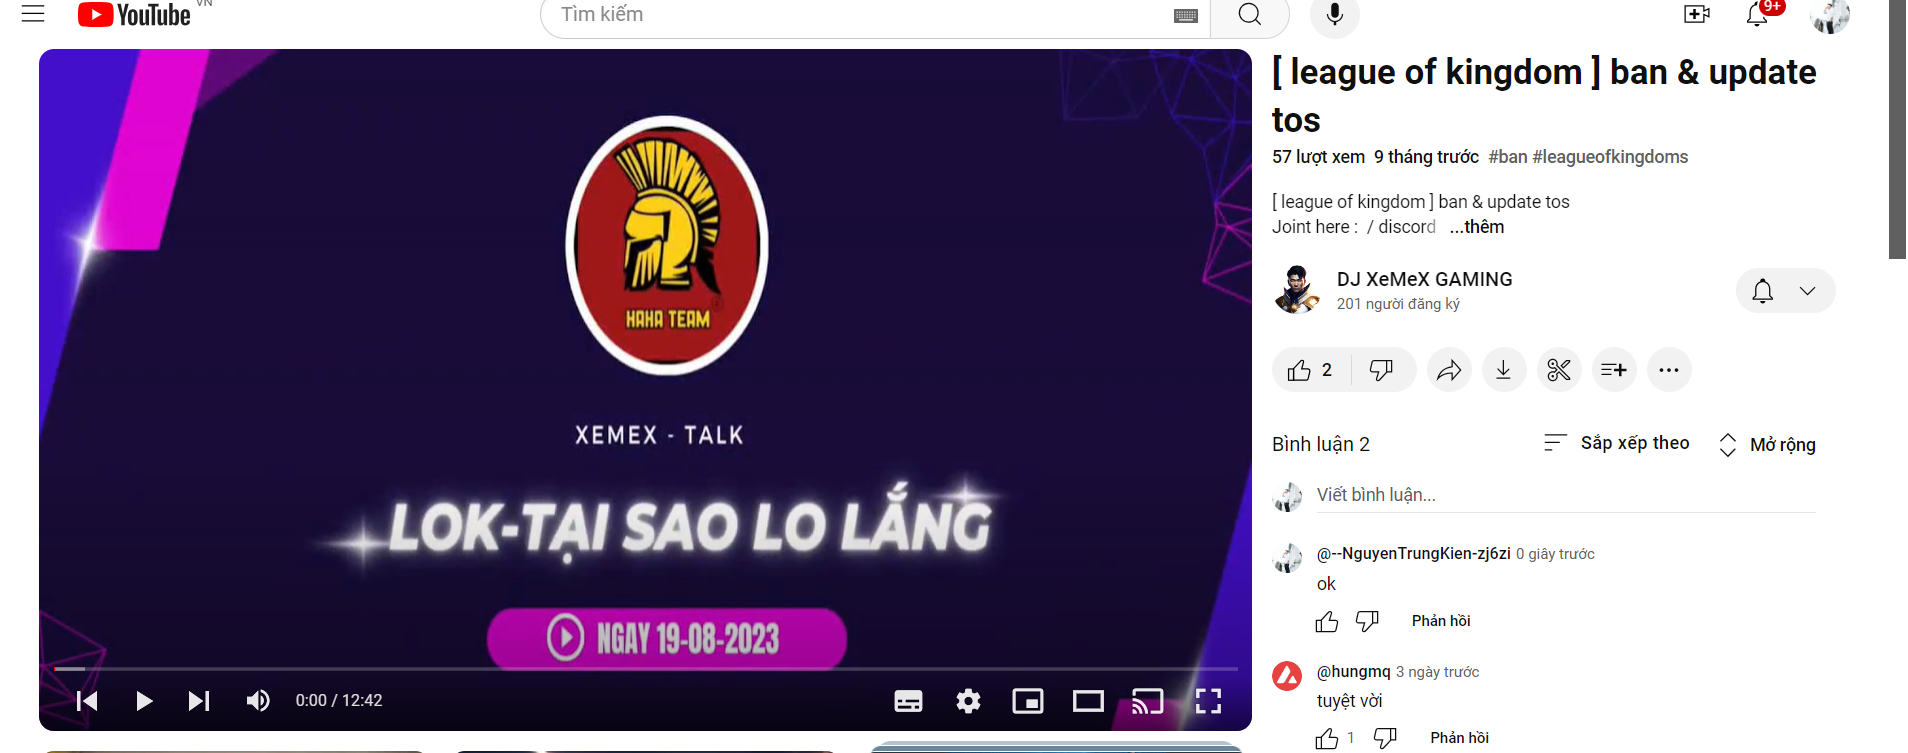 YouTube
VN
Tìm kiếm
9+
HAHA TEAM
XEMEX - TALK
LOK-TẠI SAO LO LẮNG
NGAY 19-08-2023
0:00 / 12:42
[ league of kingdom ] ban & update
tos
57 lượt xem 9 tháng trước #ban #leagueofkingdoms
[ league of kingdom ] ban & update tos
Joint here : / discord ...thêm
DJ XeMeX GAMING
201 người đăng ký
2
Bình luận 2
Sắp xếp theo
Mở rộng
Viết bình luận...
@--NguyenTrungKien-zj6zi 0 giây trước
ok
Phản hồi
@hungmq 3 ngày trước
tuyệt vời
1
Phản hồi